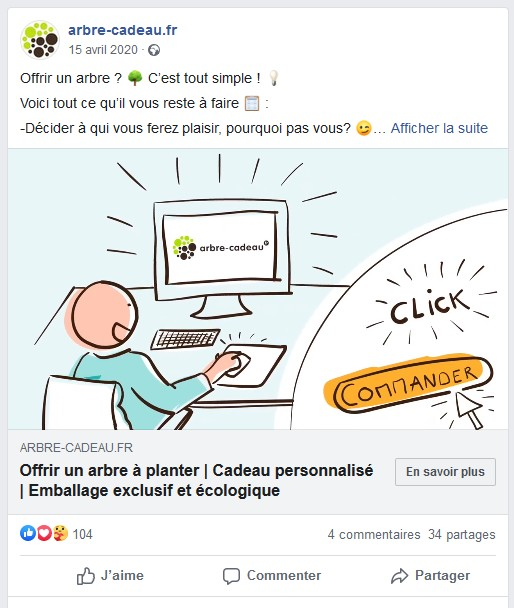 arbre-cadeau.fr
15 avril 2020 ·
Offrir un arbre ? 🌳 C'est tout simple ! 💡
Voici tout ce qu'il vous reste à faire 📋 :
-Décider à qui vous ferez plaisir, pourquoi pas vous? 😉... Afficher la suite
arbre-cadeau
CLICK
COMMANDER
ARBRE-CADEAU.FR
Offrir un arbre à planter | Cadeau personnalisé
| Emballage exclusif et écologique
En savoir plus
104
4 commentaires 34 partages
J'aime
Commenter
Partager